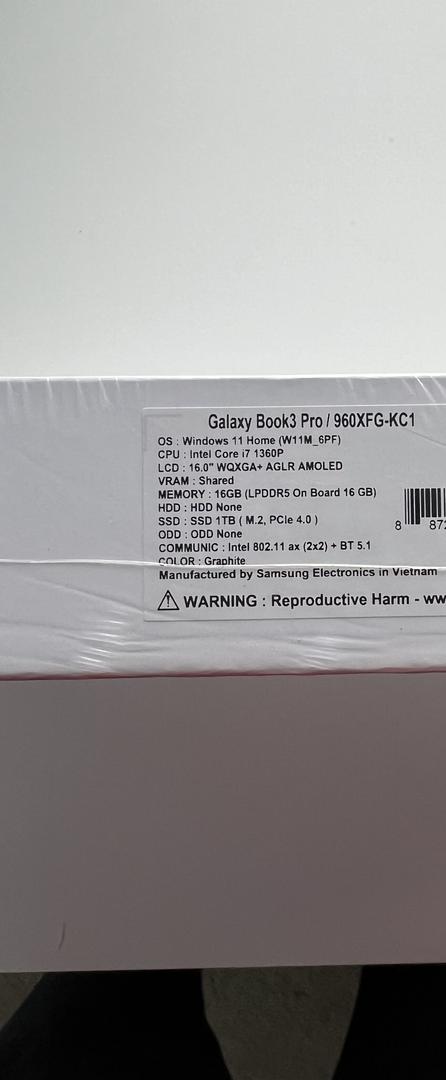 Galaxy Book3 Pro / 960XFG-KC1
OS : Windows 11 Home (W11M_6PF)
CPU : Intel Core i7 1360P
LCD : 16.0" WQXGA+ AGLR AMOLED
VRAM : Shared
MEMORY : 16GB (LPDDR5 On Board 16 GB)
HDD : HDD None
SSD : SSD 1TB ( M.2, PCIe 4.0 )
ODD : ODD None
COMMUNIC : Intel 802.11 ax (2x2) + BT 5.1
COLOR : Graphite
Manufactured by Samsung Electronics in Vietnam
WARNING : Reproductive Harm - ww
8 872